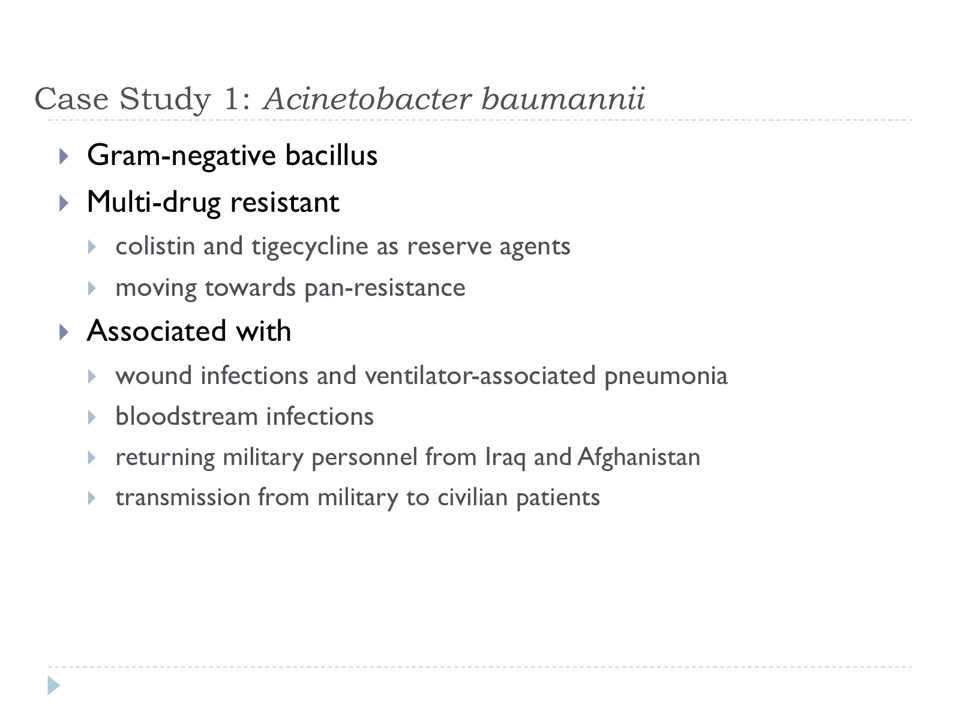 Case Study 1: Acinetobacter baumannii
Gram-negative bacillus
Multi-drug resistant
colistin and tigecycline as reserve agents
moving towards pan-resistance
Associated with
wound infections and ventilator-associated pneumonia
bloodstream infections
returning military personnel from Iraq and Afghanistan
transmission from military to civilian patients